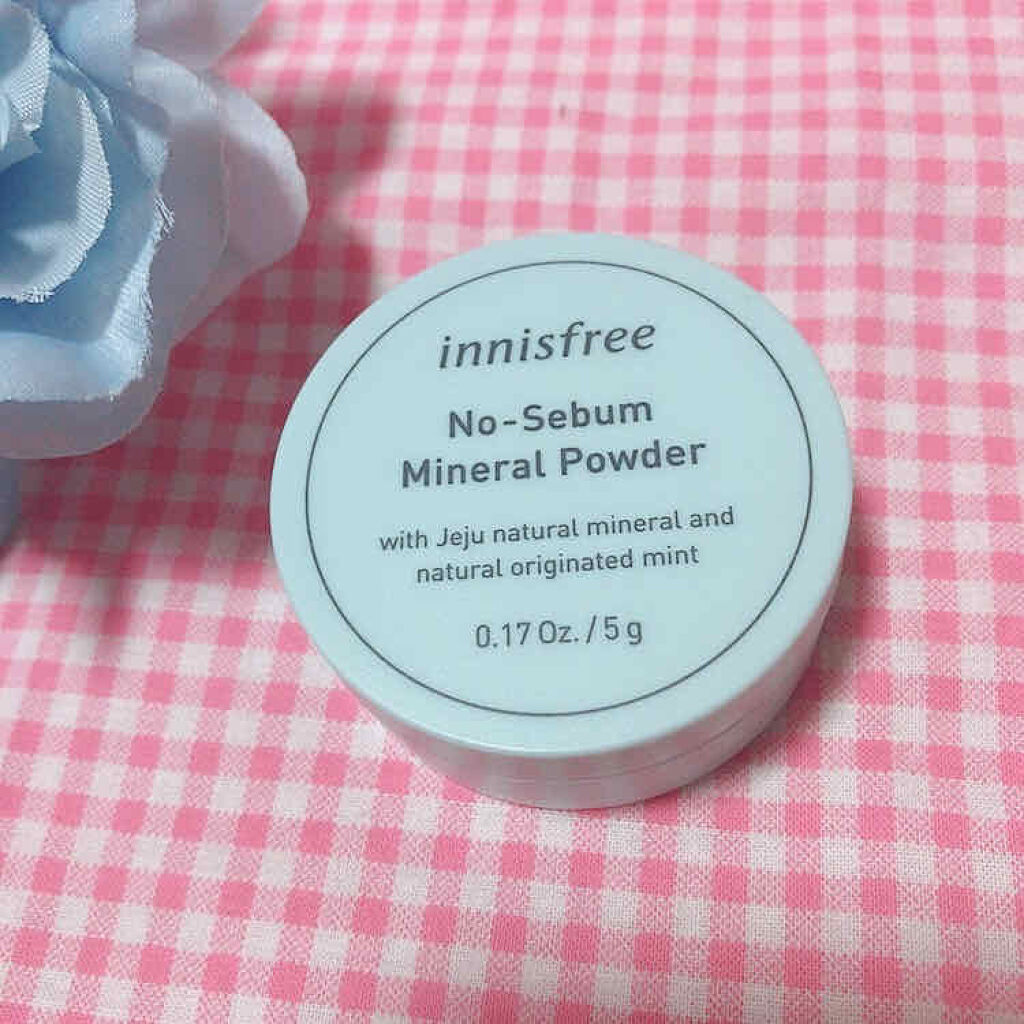 innisfree
No-Sebum
Mineral Powder
with Jeju natural mineral and
natural originated mint
0.17 Oz. / 5 g